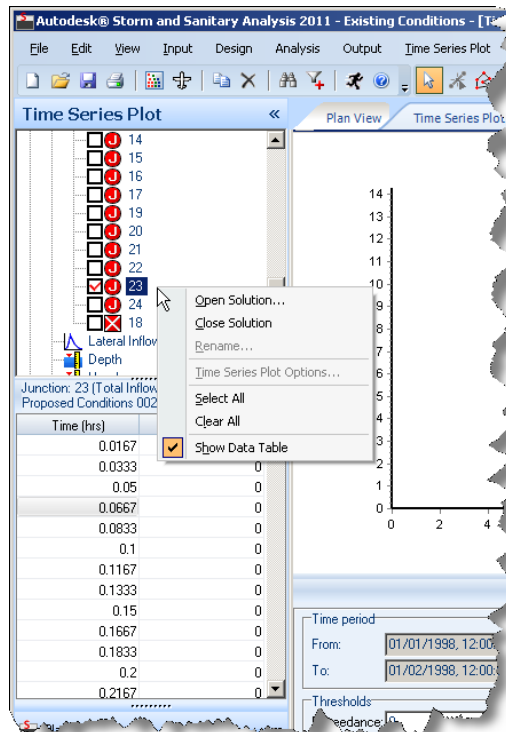 Autodesk® Storm and Sanitary Analysis 2011 - Existing Conditions - [Ti
File Edit View Input Design Analysis Output Time Series Plot
Time Series Plot «
Plan View Time Series Plot
14
15
16
17
19
20
21
22
23
24
18
Lateral Inflow
Depth
Open Solution...
Close Solution
Rename...
Time Series Plot Options...
Select All
Clear All
Show Data Table
Junction: 23 (Total Inflow
Proposed Conditions 002
Time (hrs)
0.0167
0.0333 0
0.05 0
0.0667 0
0.0833 0
0.1 0
0.1167 0
0.1333 0
0.15 0
0.1667 0
0.1833 0
0.2 0
0.2167 0
14
13
12
11
10
9
8
7
6
5
4
3
2
1
0
0 2 4
Time period
From: 01/01/1998, 12:00:
To: 01/02/1998, 12:00:
Thresholds